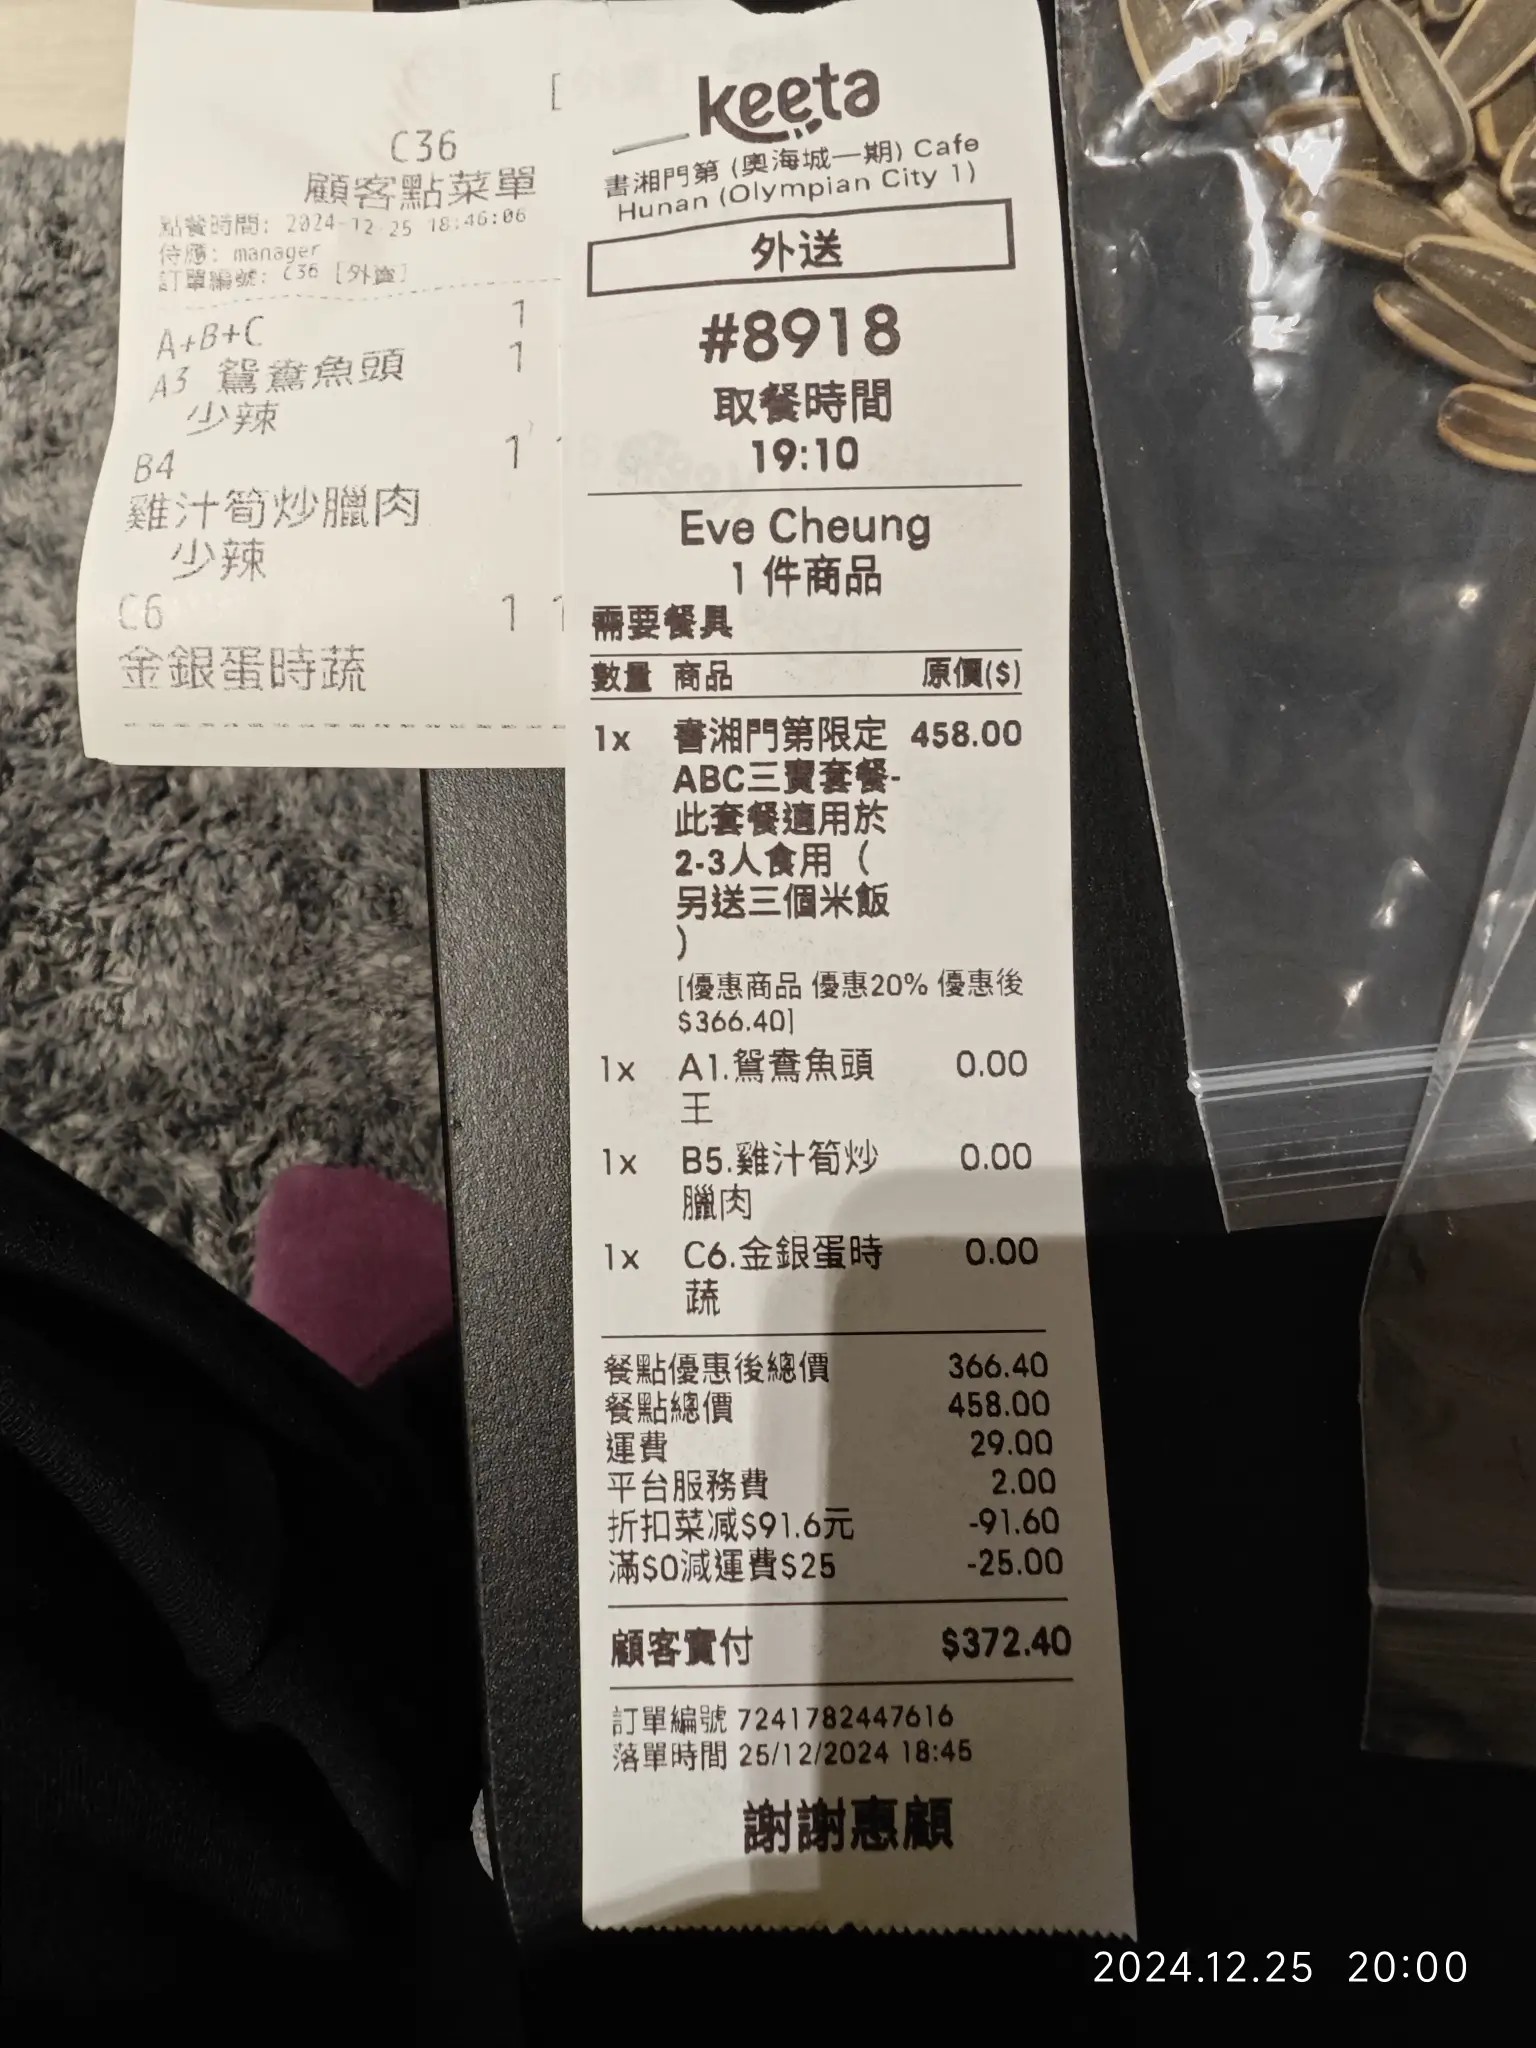 C36
顧客點菜單
點餐時間: 2024-12-25 18:46:06
侍應: manager
訂單編號: C36 [外賣]
A+B+C 1
A3 鴛鴦魚頭 1
少辣
B4 1
雞汁筍炒臘肉
少辣
C6 1
金銀蛋時蔬
keeta
書湘門第 (奧海城一期) Cafe
Hunan (Olympian City 1)
外送
#8918
取餐時間
19:10
Eve Cheung
1 件商品
需要餐具
數量 商品 原價($)
1x 書湘門第限定 458.00
ABC三寶套餐-
此套餐適用於
2-3人食用（
另送三個米飯
）
[優惠商品 優惠20% 優惠後
$366.40]
1x A1.鴛鴦魚頭 0.00
王
1x B5.雞汁筍炒 0.00
臘肉
1x C6.金銀蛋時 0.00
蔬
餐點優惠後總價 366.40
餐點總價 458.00
運費 29.00
平台服務費 2.00
折扣菜减$91.6元 -91.60
滿$0減運費$25 -25.00
顧客實付 $372.40
訂單編號 7241782447616
落單時間 25/12/2024 18:45
謝謝惠顧
2024.12.25 20:00